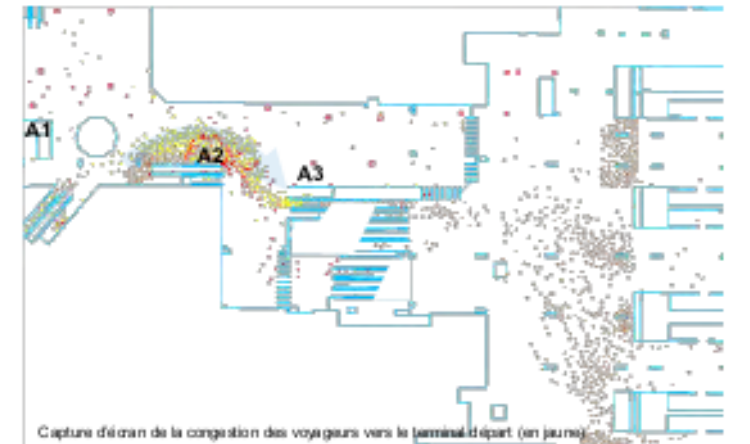 A1
A2
A3
Capture d'écran de la congestion des voyageurs vers le terminal départ (en jaune)